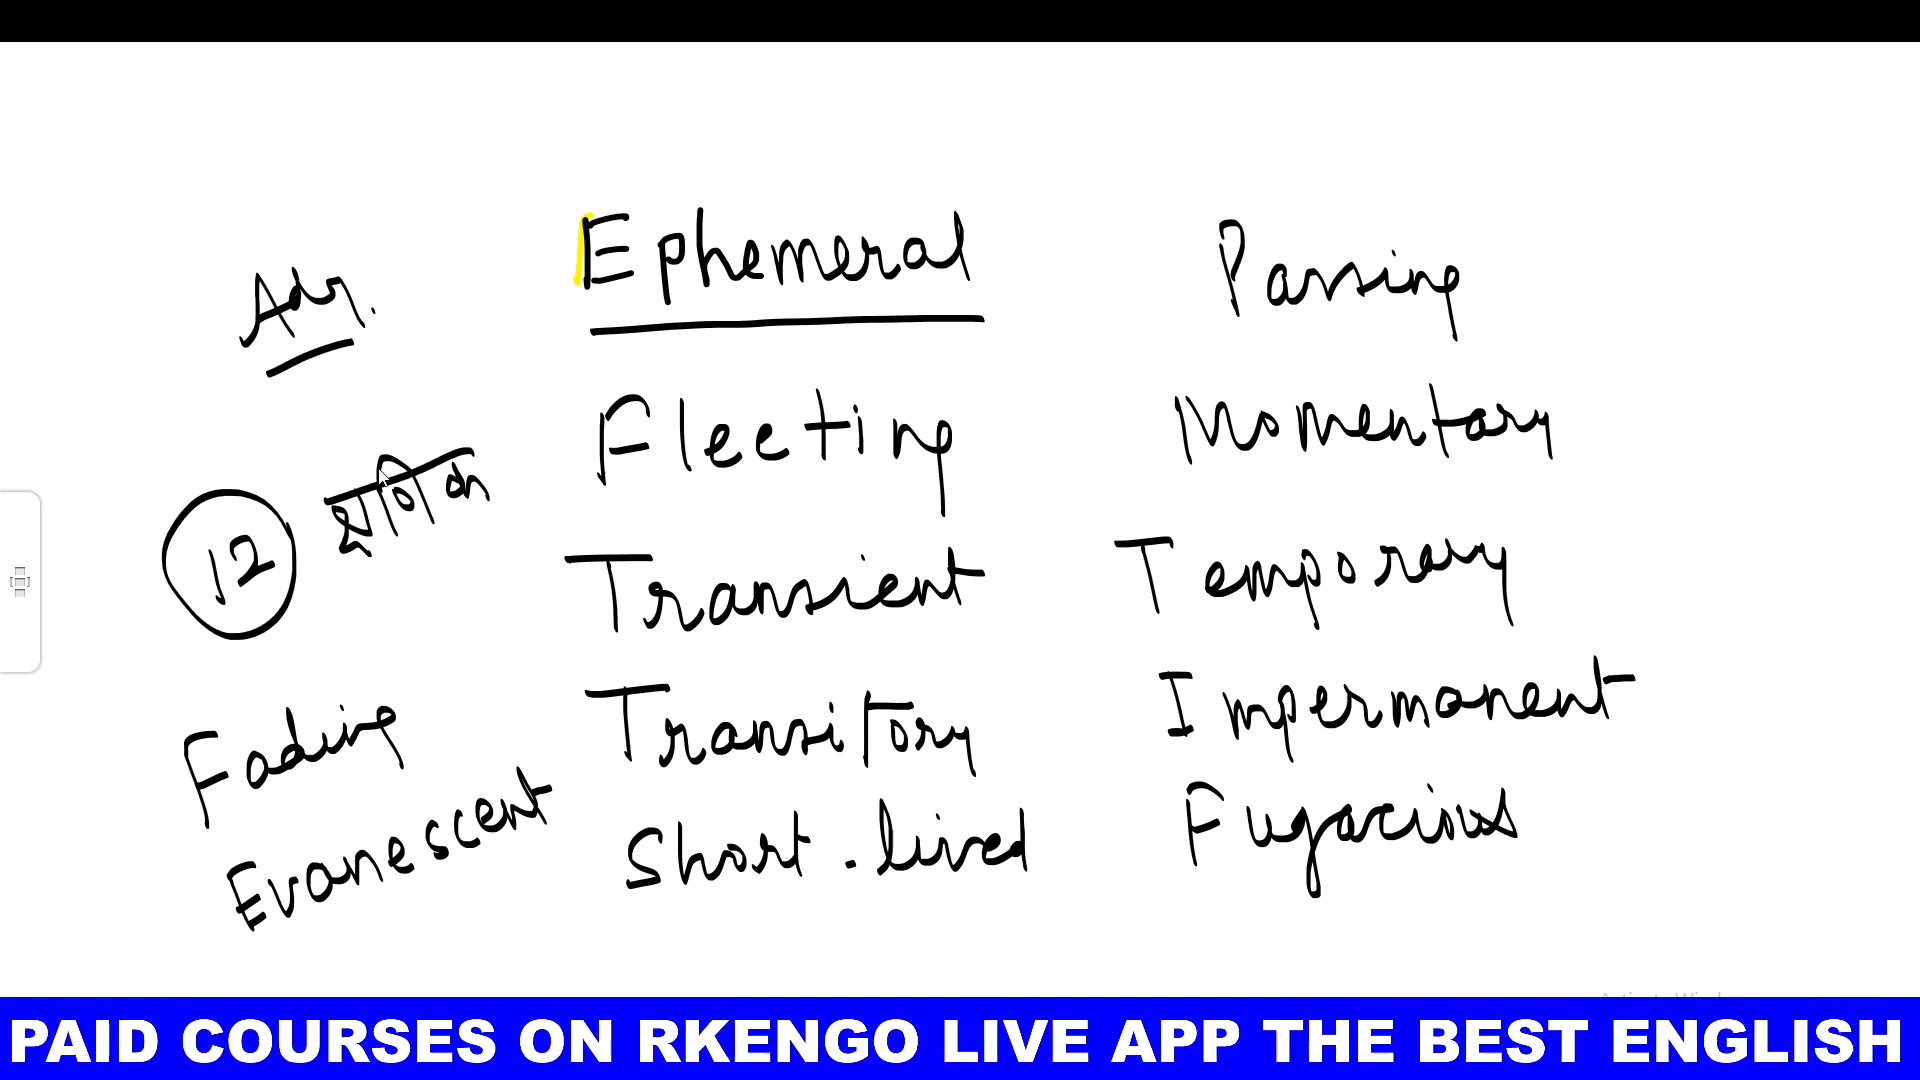 Adj.
Ephemeral
Passing
Fleeting
Momentary
12
क्षणिक
Transient
Temporary
Fading
Transitory
Impermanent
Evanescent
Short-lived
Fugacious
PAID COURSES ON RKENGO LIVE APP THE BEST ENGLISH